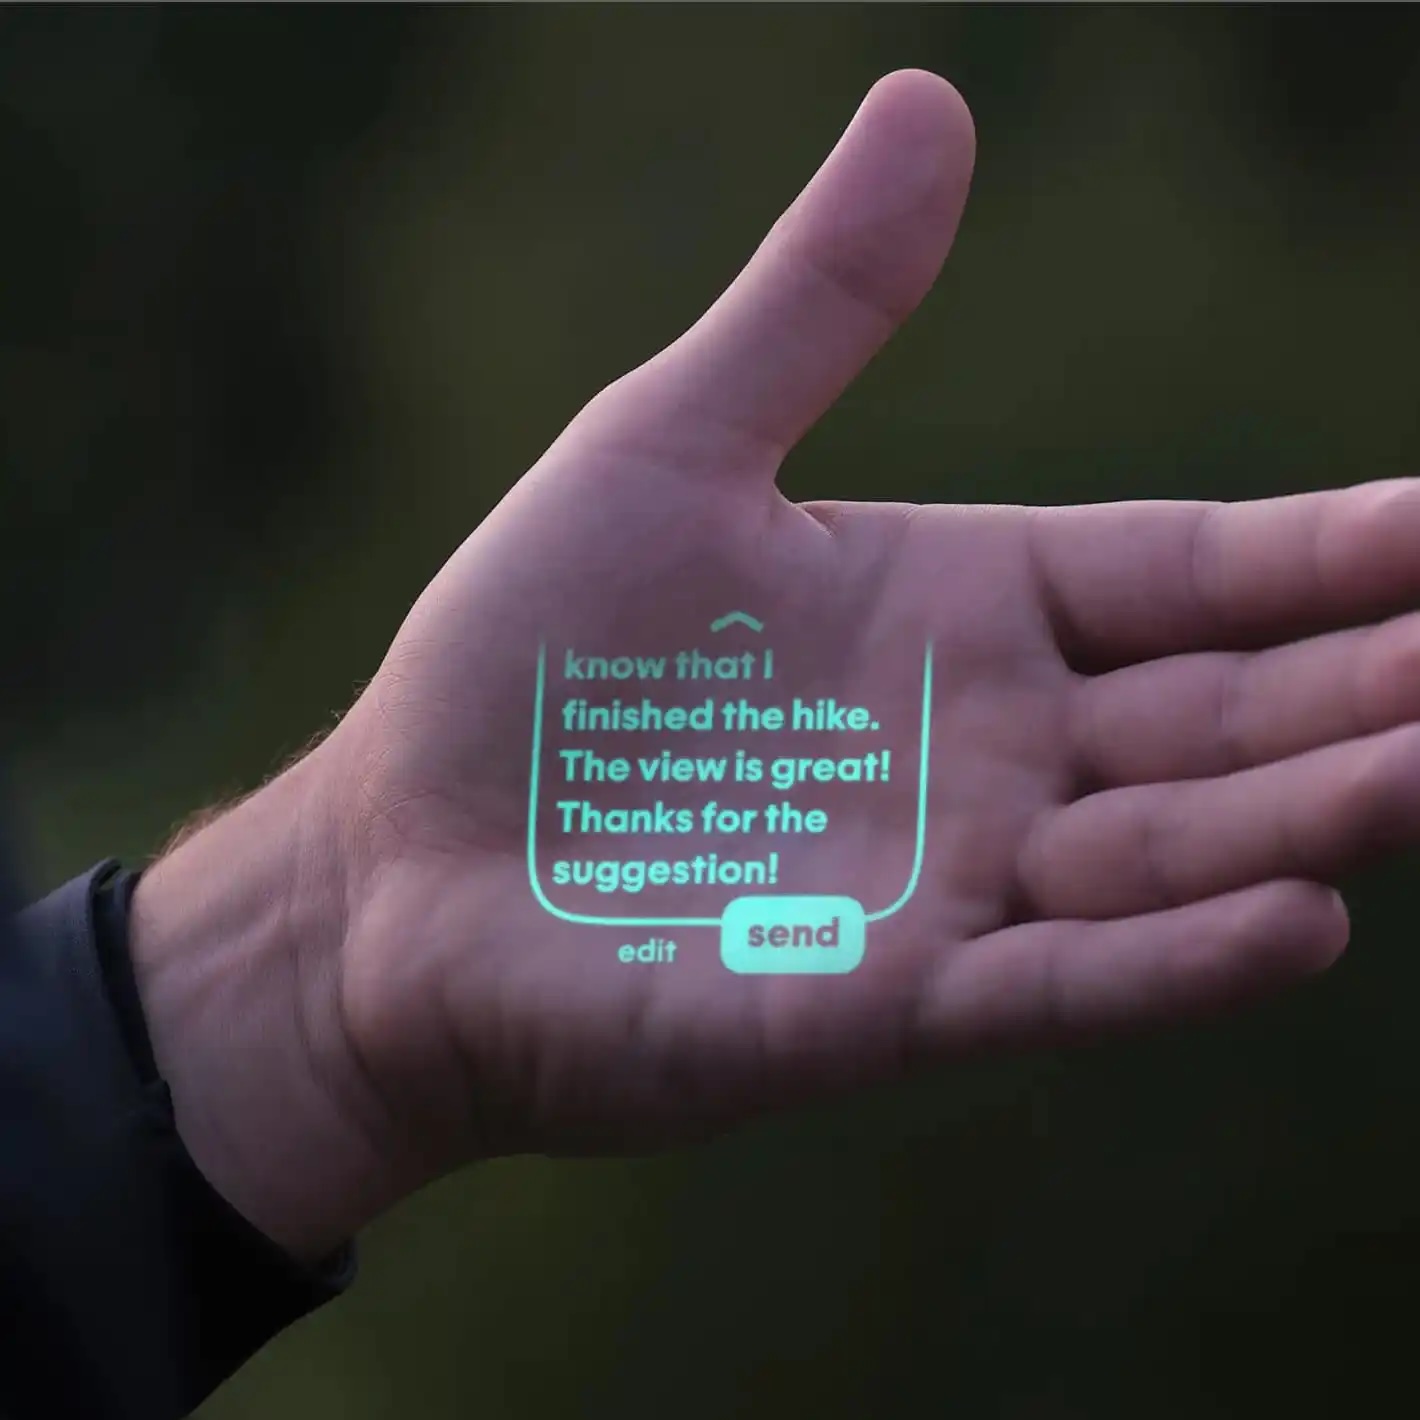 know that I
finished the hike.
The view is great!
Thanks for the
suggestion!
edit
send